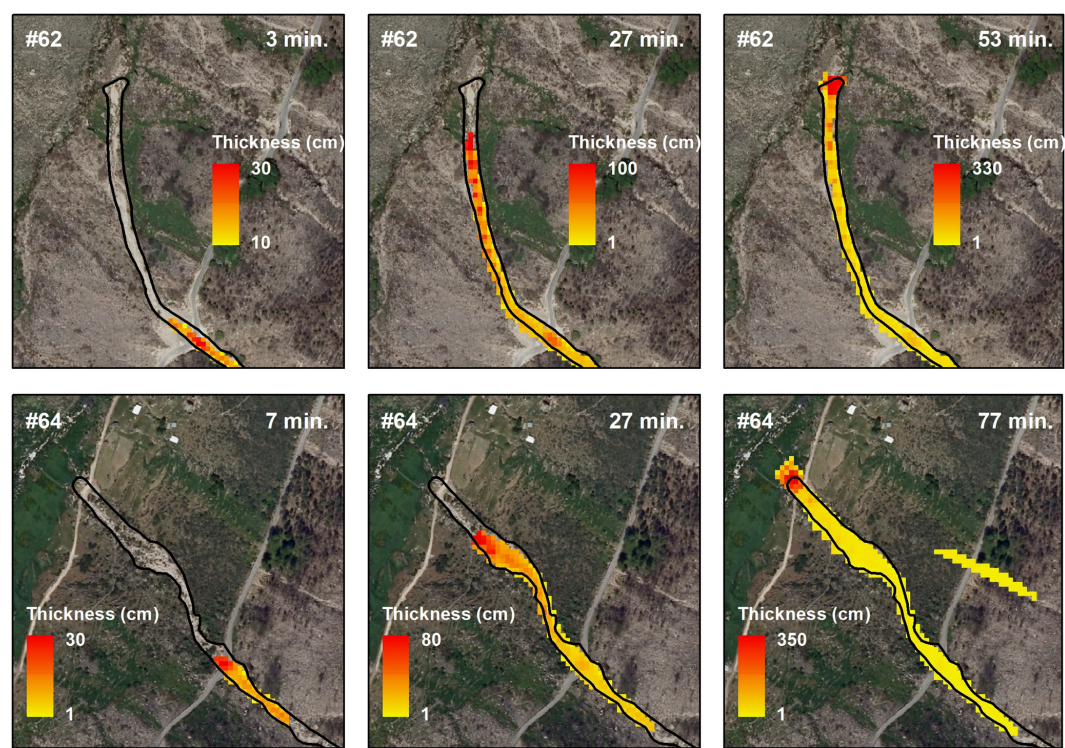 #62 3 min.
Thickness (cm)
30
10
#62 27 min.
Thickness (cm)
100
1
#62 53 min.
Thickness (cm)
330
1
#64 7 min.
Thickness (cm)
30
1
#64 27 min.
Thickness (cm)
80
1
#64 77 min.
Thickness (cm)
350
1